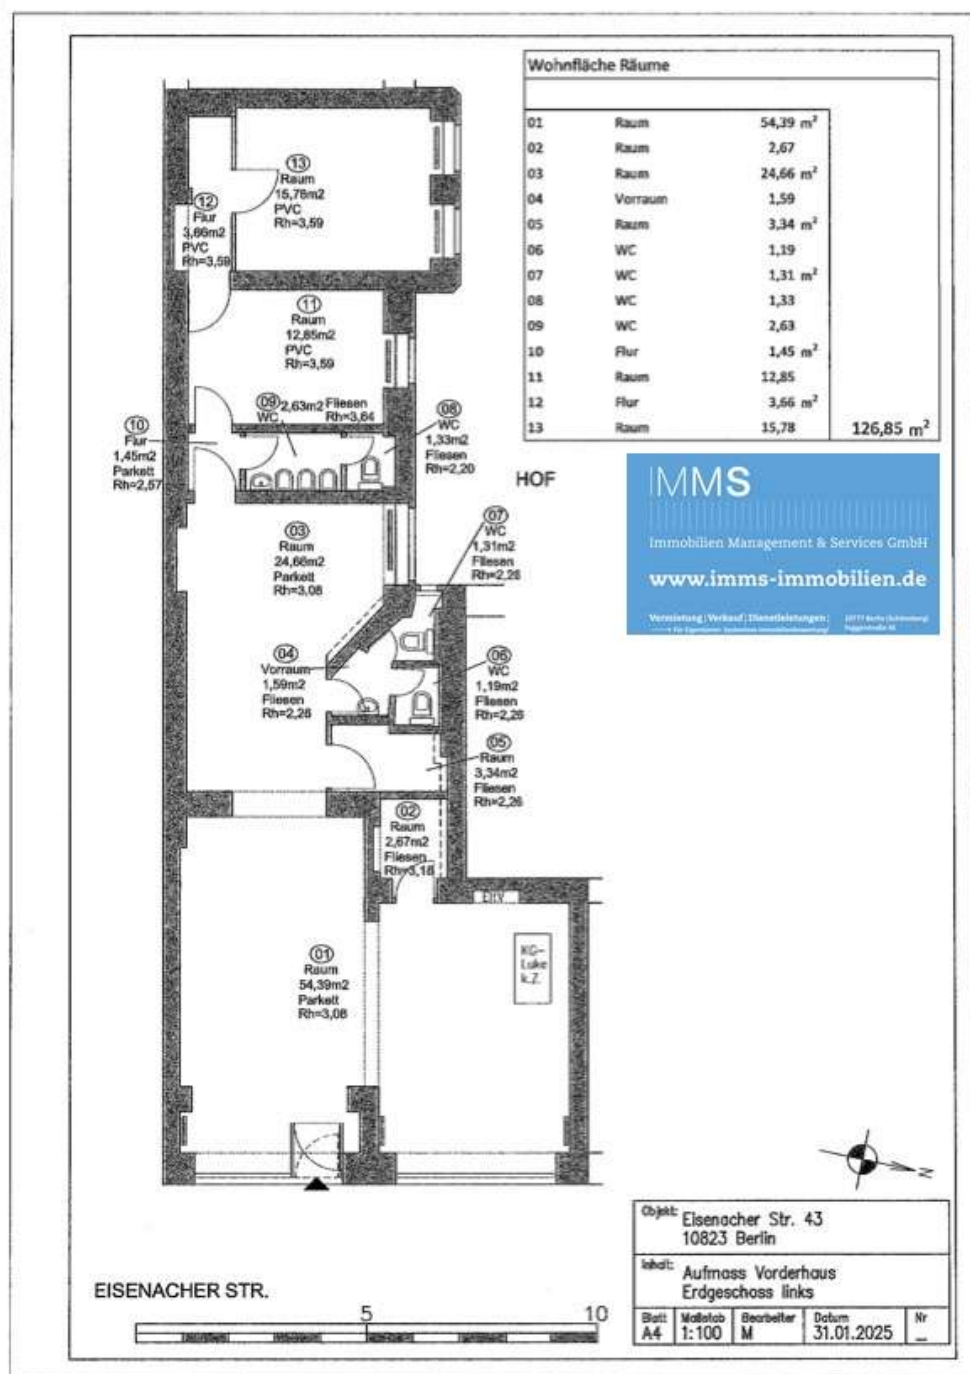 Wohnfläche Räume
01 Raum 54,39 m²
02 Raum 2,67
03 Raum 24,66 m²
04 Vorraum 1,59
05 Raum 3,34 m²
06 WC 1,19
07 WC 1,31 m²
08 WC 1,33
09 WC 2,63
10 Flur 1,45 m²
11 Raum 12,85
12 Flur 3,66 m²
13 Raum 15,78 126,85 m²
13
Raum
15,78m2
PVC
Rh=3,59
12
Flur
3,66m2
PVC
Rh=3,59
11
Raum
12,85m2
PVC
Rh=3,59
09 2,63m2 Fliesen
WC Rh=3,64
08
WC
1,33m2
Fliesen
Rh=2,20
10
Flur
1,45m2
Parkett
Rh=2,57
HOF
IMMS
Immobilien Management & Services GmbH
www.imms-immobilien.de
Vermietung | Verkauf | Dienstleistungen |
03
Raum
24,66m2
Parkett
Rh=3,08
07
WC
1,31m2
Fliesen
Rh=2,26
04
Vorraum
1,59m2
Fliesen
Rh=2,26
06
WC
1,19m2
Fliesen
Rh=2,26
05
Raum
3,34m2
Fliesen
Rh=2,26
02
Raum
2,67m2
Fliesen
Rh=3,18
01
Raum
54,39m2
Parkett
Rh=3,08
KG-
Luke
k.Z.
N
EISENACHER STR.
5 10
Objekt: Eisenacher Str. 43
10823 Berlin
Inhalt: Aufmass Vorderhaus
Erdgeschoss links
Blatt Maßstab Bearbeiter Datum Nr
A4 1:100 M 31.01.2025 —